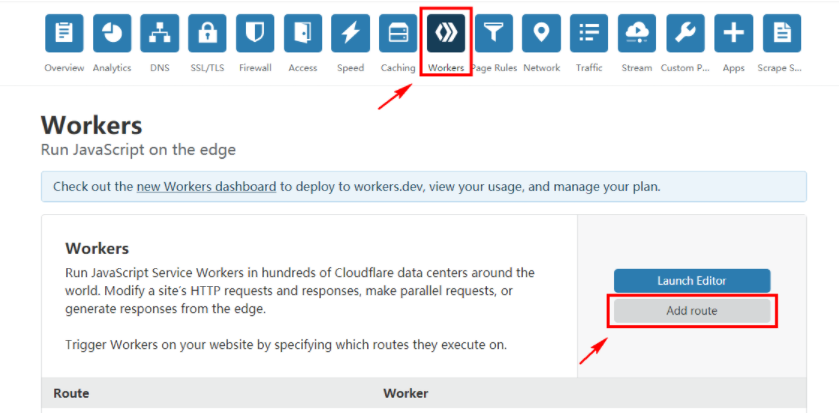 Overview Analytics DNS SSL/TLS Firewall Access Speed Caching Workers Page Rules Network Traffic Stream Custom P... Apps Scrape S...
Workers
Run JavaScript on the edge
Check out the new Workers dashboard to deploy to workers.dev, view your usage, and manage your plan.
Workers
Run JavaScript Service Workers in hundreds of Cloudflare data centers around the
world. Modify a site's HTTP requests and responses, make parallel requests, or
generate responses from the edge.
Launch Editor
Add route
Trigger Workers on your website by specifying which routes they execute on.
Route Worker